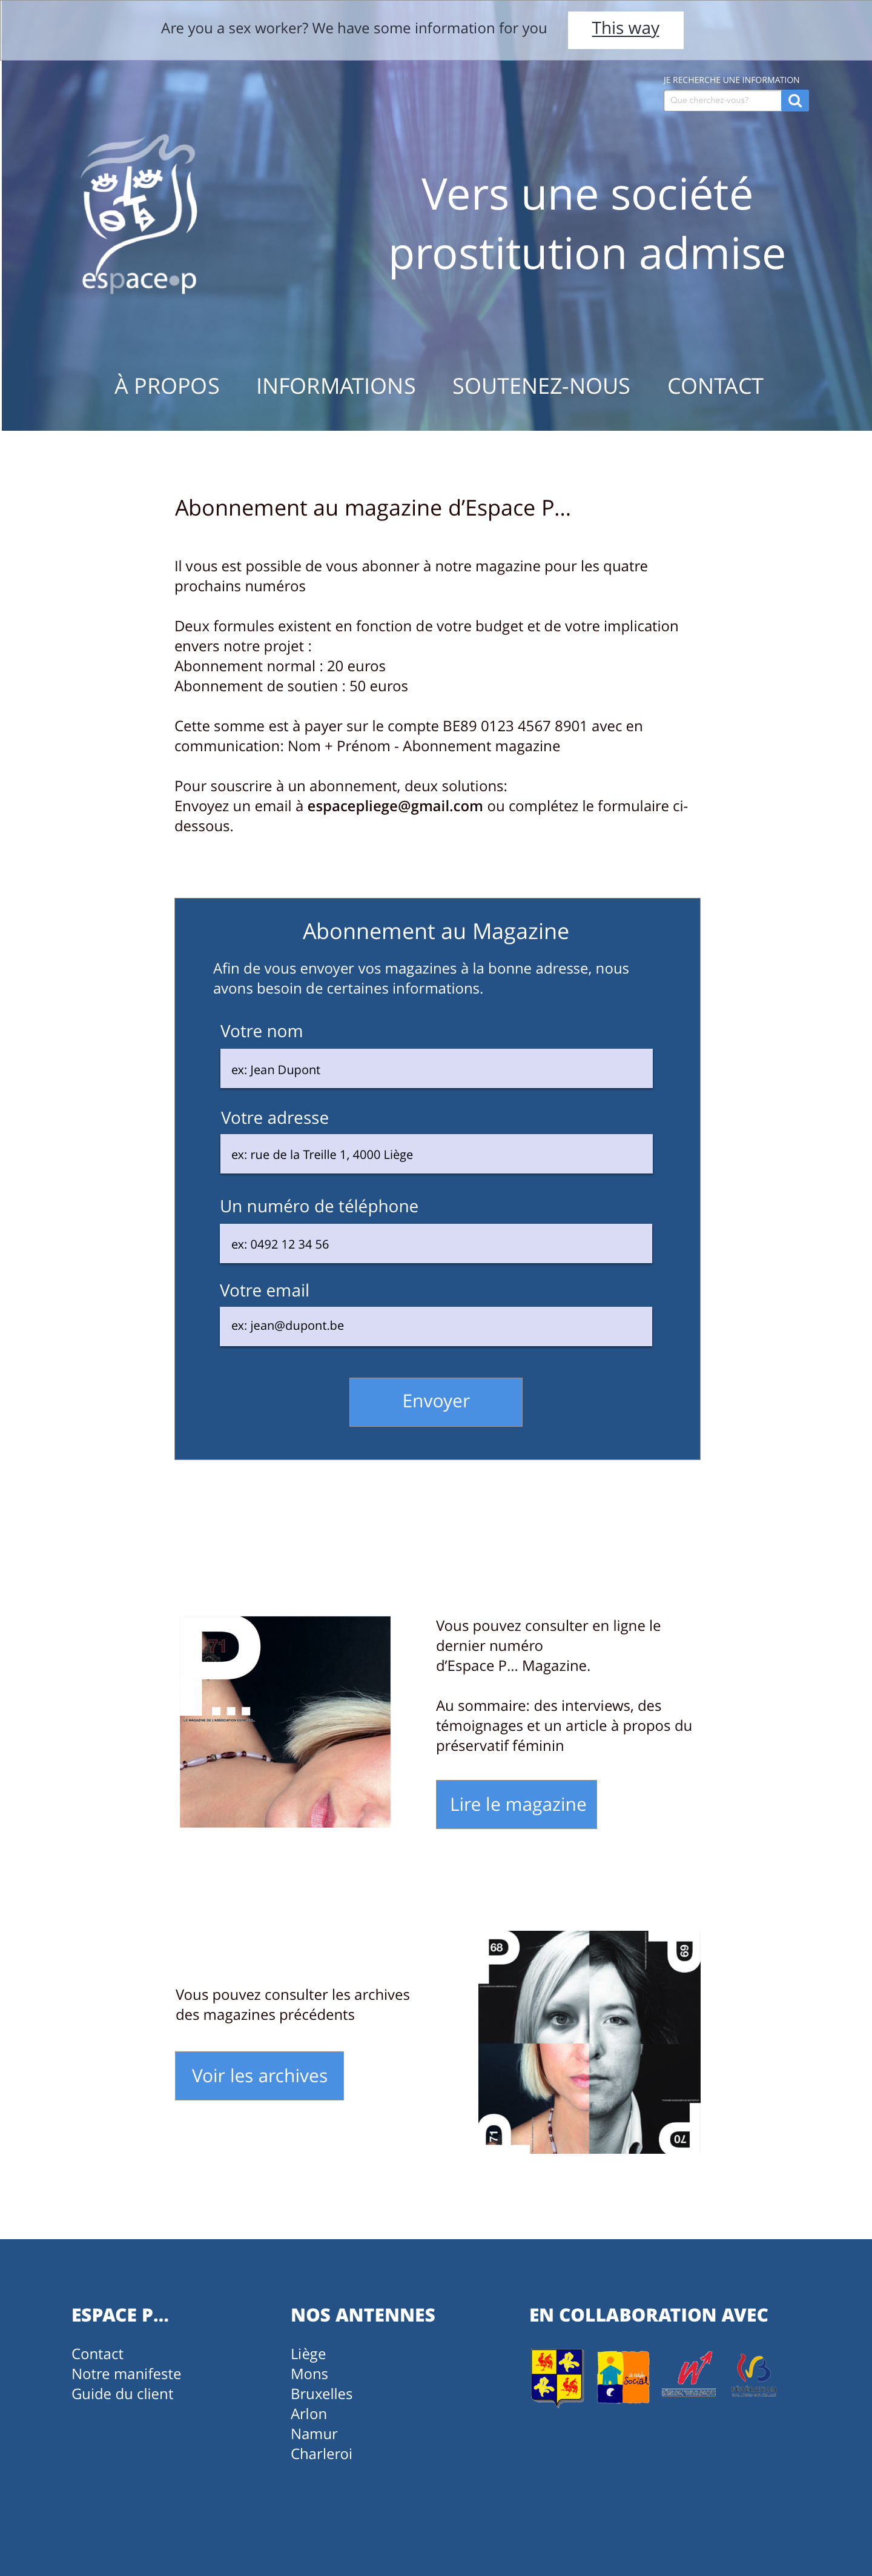 Are you a sex worker? We have some information for you
This way
JE RECHERCHE UNE INFORMATION
Que cherchez-vous?
espace•p
Vers une société
prostitution admise
À PROPOS INFORMATIONS SOUTENEZ-NOUS CONTACT
Abonnement au magazine d’Espace P...
Il vous est possible de vous abonner à notre magazine pour les quatre
prochains numéros
Deux formules existent en fonction de votre budget et de votre implication
envers notre projet :
Abonnement normal : 20 euros
Abonnement de soutien : 50 euros
Cette somme est à payer sur le compte BE89 0123 4567 8901 avec en
communication: Nom + Prénom - Abonnement magazine
Pour souscrire à un abonnement, deux solutions:
Envoyez un email à espacepliege@gmail.com ou complétez le formulaire ci-
dessous.
Abonnement au Magazine
Afin de vous envoyer vos magazines à la bonne adresse, nous
avons besoin de certaines informations.
Votre nom
ex: Jean Dupont
Votre adresse
ex: rue de la Treille 1, 4000 Liège
Un numéro de téléphone
ex: 0492 12 34 56
Votre email
ex: jean@dupont.be
Envoyer
P...
71
Vous pouvez consulter en ligne le
dernier numéro
d’Espace P... Magazine.
Au sommaire: des interviews, des
témoignages et un article à propos du
préservatif féminin
Lire le magazine
Vous pouvez consulter les archives
des magazines précédents
Voir les archives
68
69
71
70
ESPACE P...
Contact
Notre manifeste
Guide du client
NOS ANTENNES
Liège
Mons
Bruxelles
Arlon
Namur
Charleroi
EN COLLABORATION AVEC
Social